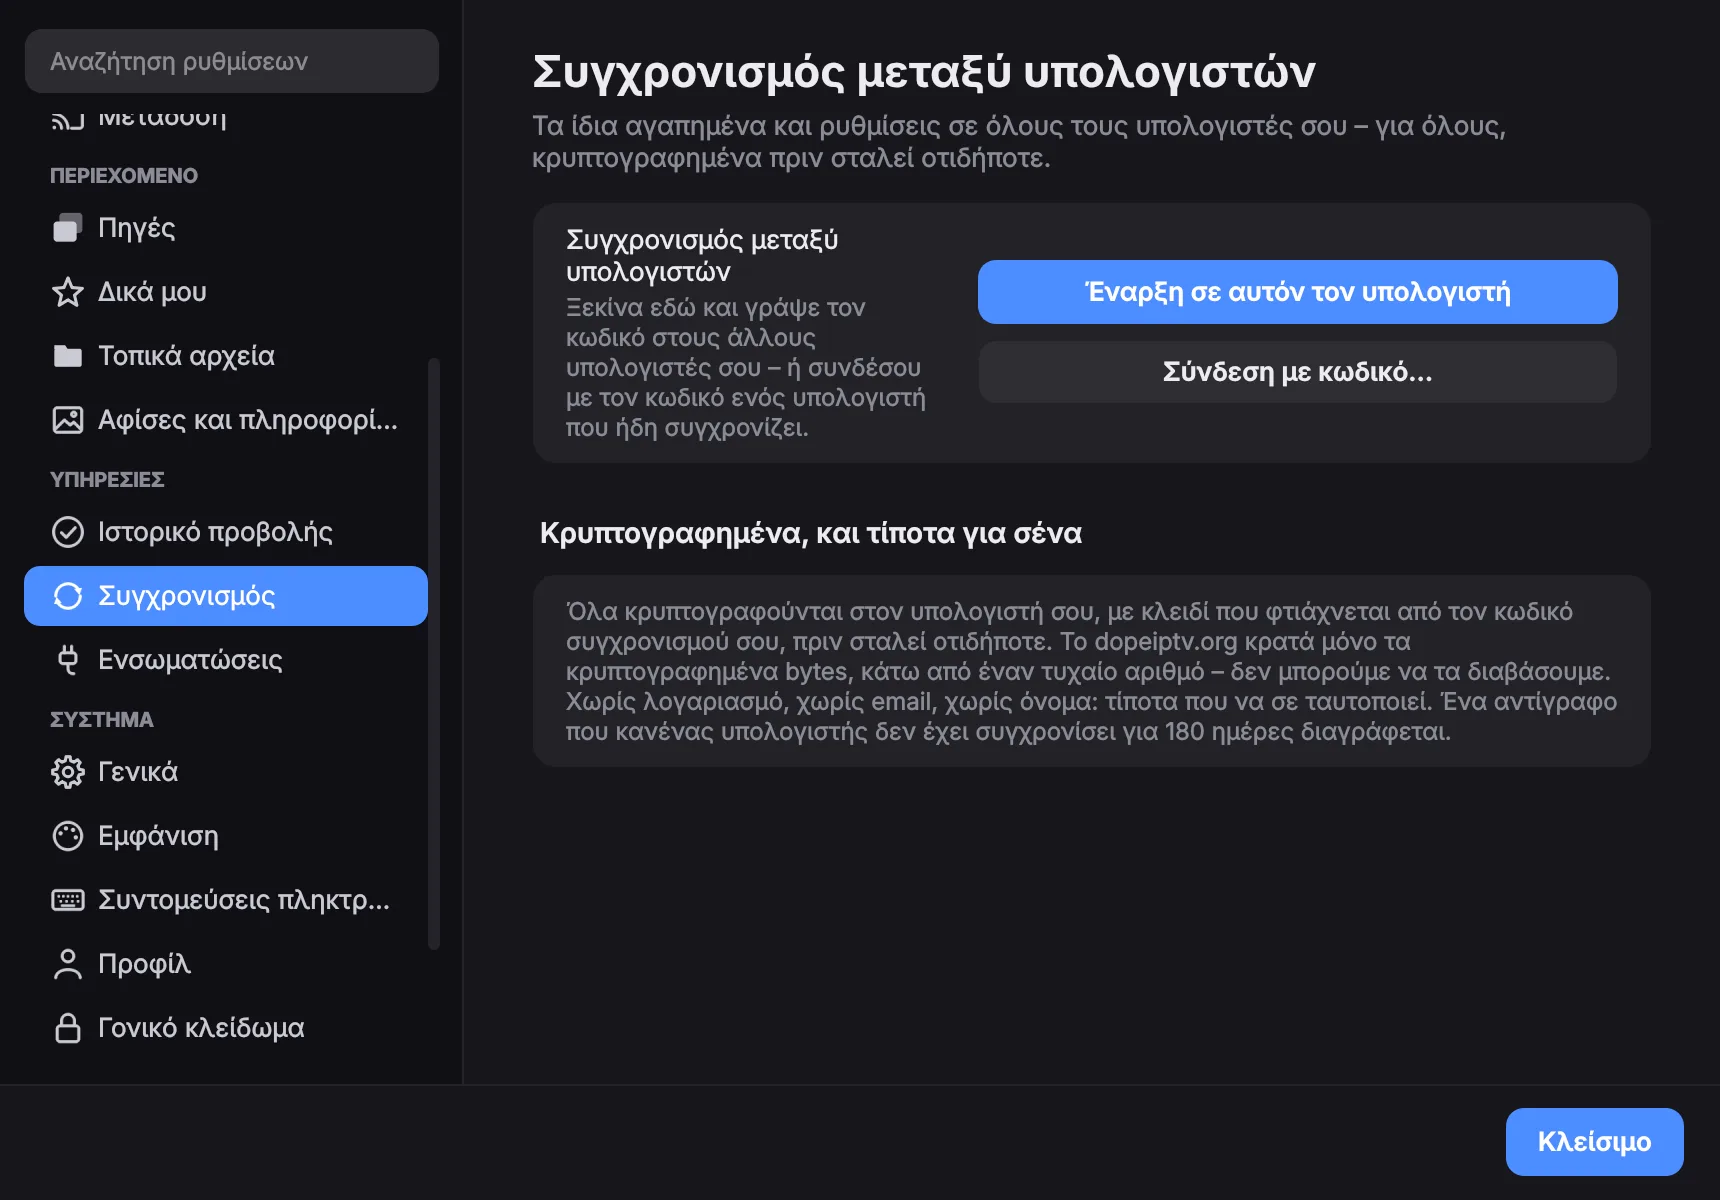 Αναζήτηση ρυθμίσεων
Μετάδοση
ΠΕΡΙΕΧΟΜΕΝΟ
Πηγές
Δικά μου
Τοπικά αρχεία
Αφίσες και πληροφορί...
ΥΠΗΡΕΣΙΕΣ
Ιστορικό προβολής
Συγχρονισμός
Ενσωματώσεις
ΣΥΣΤΗΜΑ
Γενικά
Εμφάνιση
Συντομεύσεις πληκτρ...
Προφίλ
Γονικό κλείδωμα
Συγχρονισμός μεταξύ υπολογιστών
Τα ίδια αγαπημένα και ρυθμίσεις σε όλους τους υπολογιστές σου – για όλους,
κρυπτογραφημένα πριν σταλεί οτιδήποτε.
Συγχρονισμός μεταξύ
υπολογιστών
Ξεκίνα εδώ και γράψε τον
κωδικό στους άλλους
υπολογιστές σου – ή συνδέσου
με τον κωδικό ενός υπολογιστή
που ήδη συγχρονίζει.
Έναρξη σε αυτόν τον υπολογιστή
Σύνδεση με κωδικό...
Κρυπτογραφημένα, και τίποτα για σένα
Όλα κρυπτογραφούνται στον υπολογιστή σου, με κλειδί που φτιάχνεται από τον κωδικό
συγχρονισμού σου, πριν σταλεί οτιδήποτε. Το dopeiptv.org κρατά μόνο τα
κρυπτογραφημένα bytes, κάτω από έναν τυχαίο αριθμό – δεν μπορούμε να τα διαβάσουμε.
Χωρίς λογαριασμό, χωρίς email, χωρίς όνομα: τίποτα που να σε ταυτοποιεί. Ένα αντίγραφο
που κανένας υπολογιστής δεν έχει συγχρονίσει για 180 ημέρες διαγράφεται.
Κλείσιμο